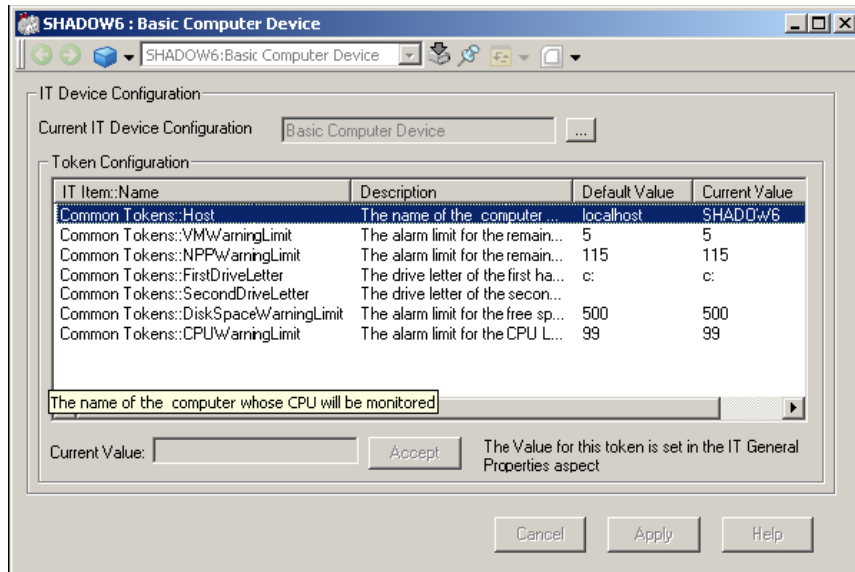 SHADOW6 : Basic Computer Device
SHADOW6:Basic Computer Device
IT Device Configuration
Current IT Device Configuration Basic Computer Device ...
Token Configuration
IT Item::Name Description Default Value Current Value
Common Tokens::Host The name of the computer ... localhost SHADOW6
Common Tokens::VMWarningLimit The alarm limit for the remain... 5 5
Common Tokens::NPPWarningLimit The alarm limit for the remain... 115 115
Common Tokens::FirstDriveLetter The drive letter of the first ha... c: c:
Common Tokens::SecondDriveLetter The drive letter of the secon...
Common Tokens::DiskSpaceWarningLimit The alarm limit for the free sp... 500 500
Common Tokens::CPUWarningLimit The alarm limit for the CPU L... 99 99
The name of the computer whose CPU will be monitored
Current Value: Accept The Value for this token is set in the IT General
Properties aspect
Cancel Apply Help